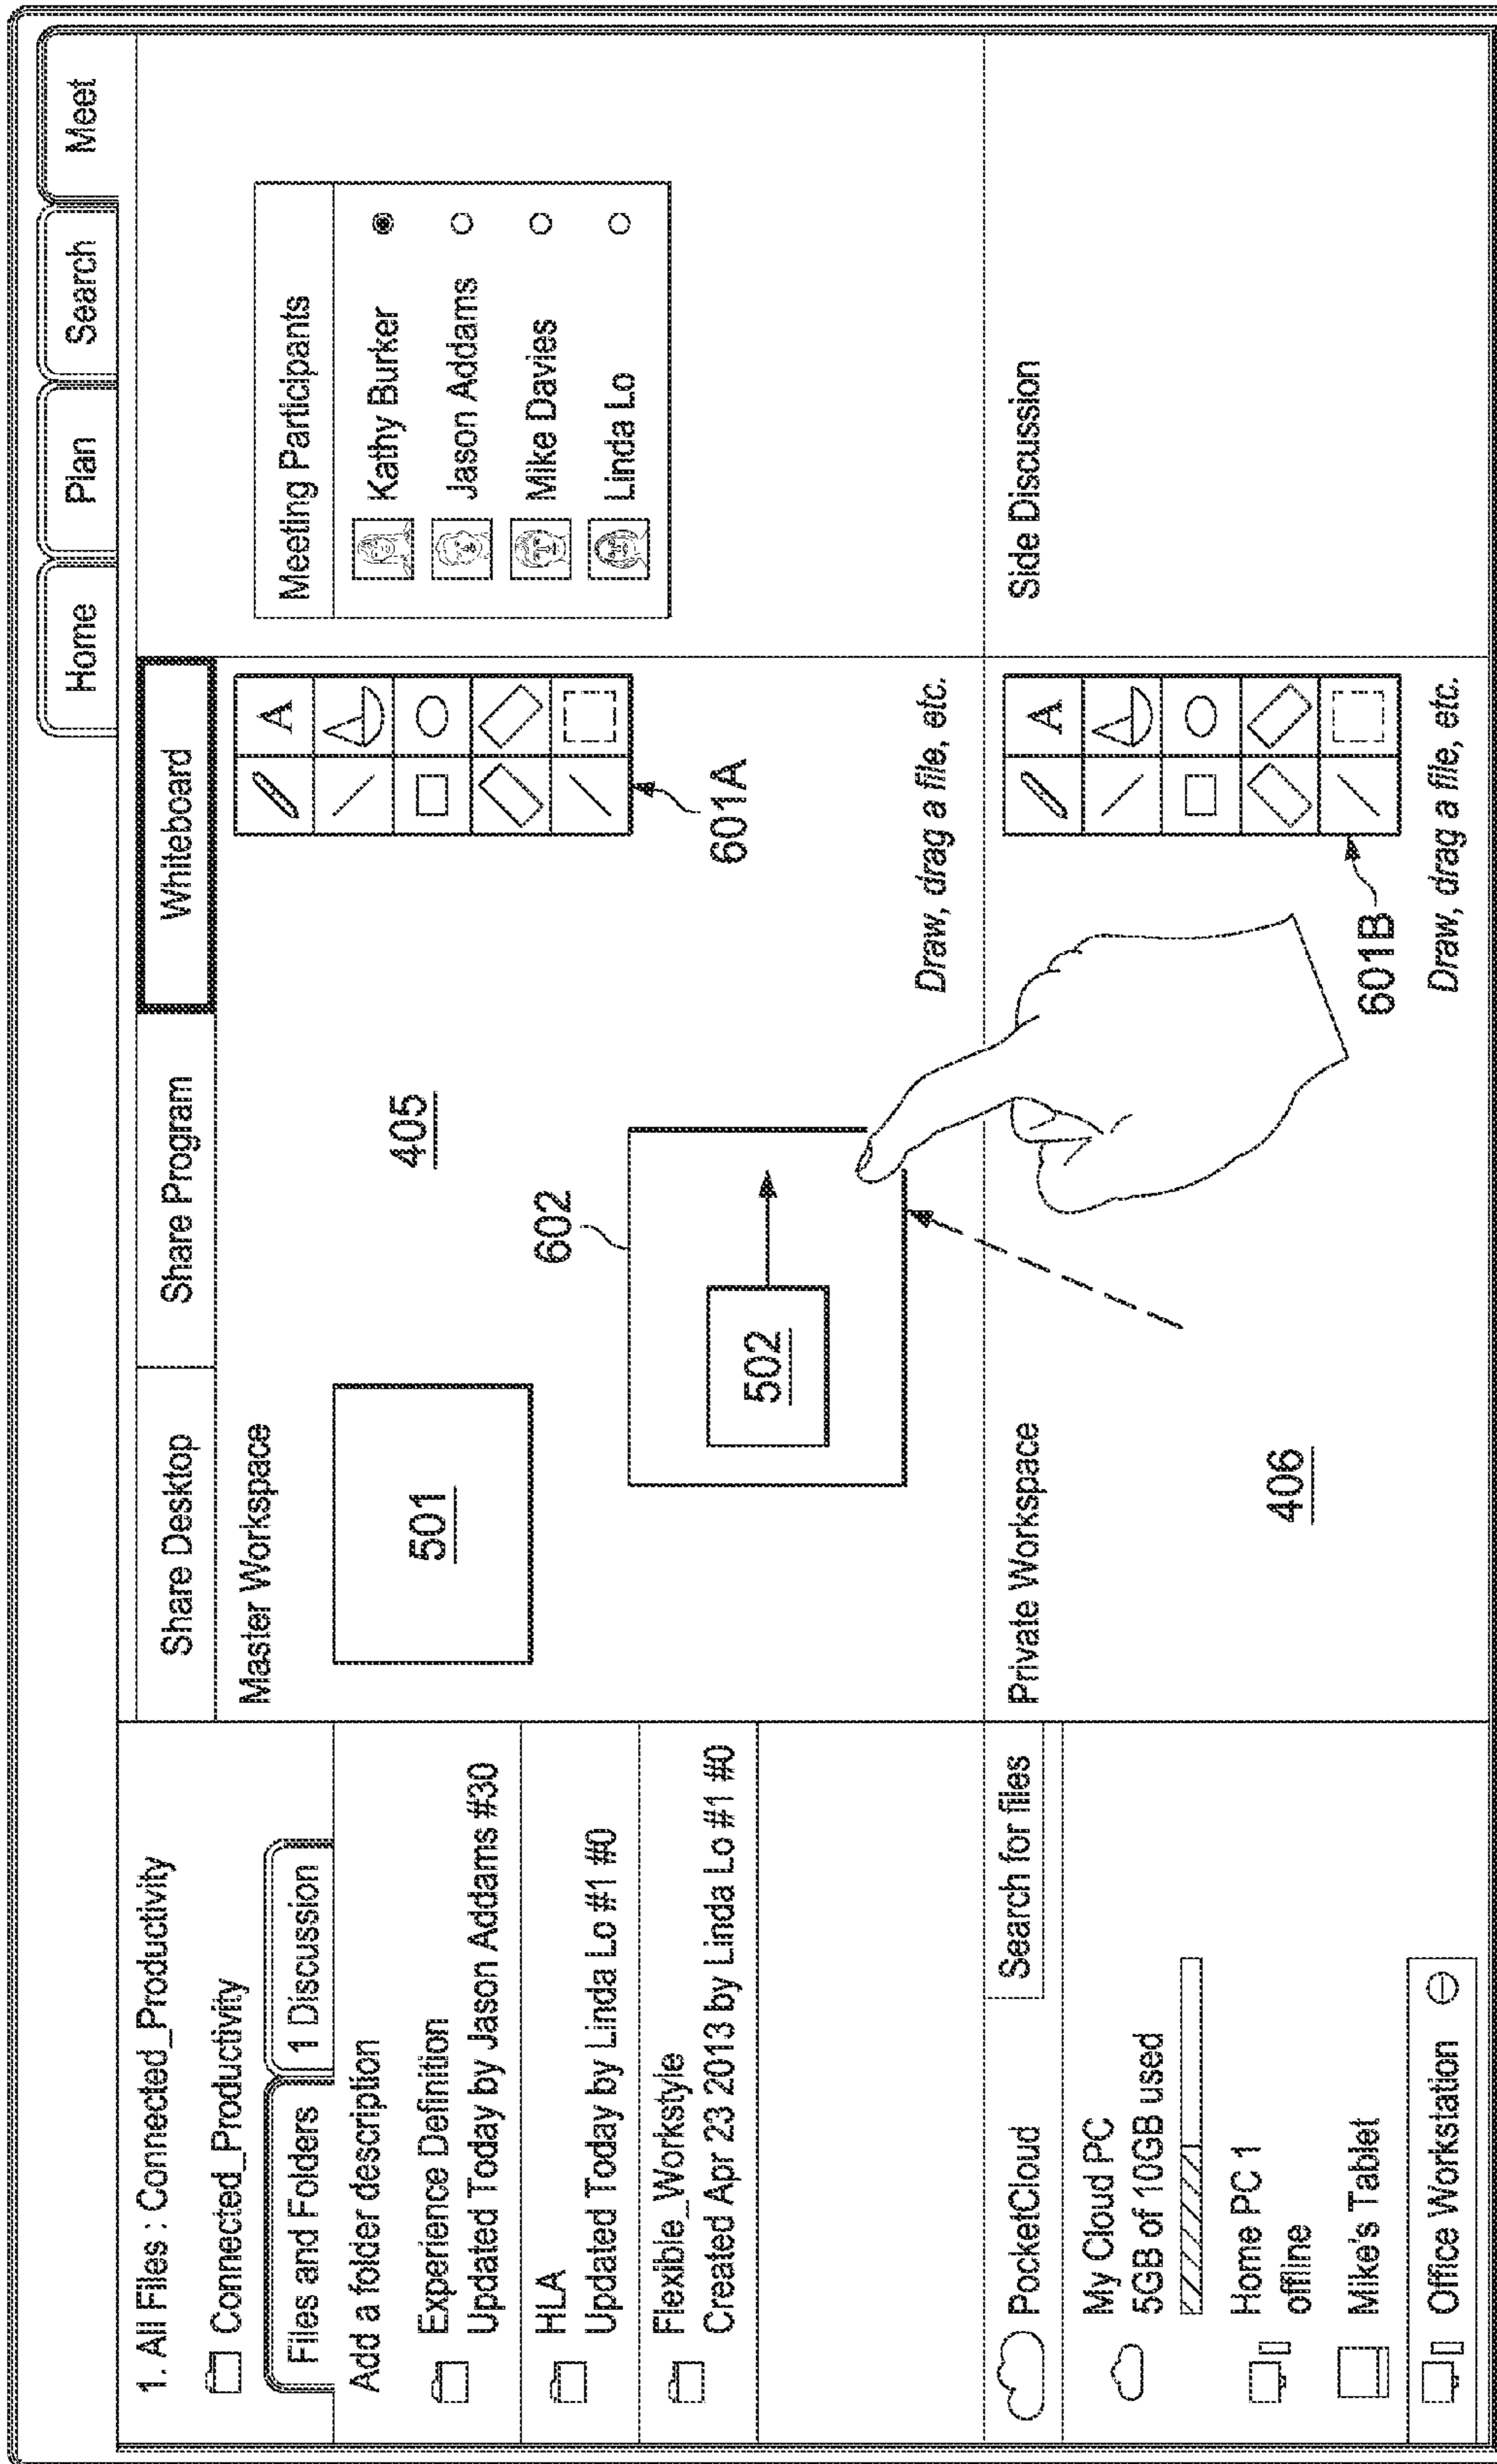 Home
Plan
Search
Meet
1. All Files : Connected_Productivity
Connected_Productivity
Files and Folders
1 Discussion
Add a folder description
Experience Definition
Updated Today by Jason Addams #30
HLA
Updated Today by Linda Lo #1 #0
Flexible_Workstyle
Created Apr 23 2013 by Linda Lo #1 #0
PocketCloud
Search for files
My Cloud PC
5GB of 10GB used
Home PC 1
offline
Mike's Tablet
Office Workstation
Share Desktop
Share Program
Whiteboard
Master Workspace
A
501
405
602
502
601A
Draw, drag a file, etc.
Private Workspace
A
406
601B
Draw, drag a file, etc.
Meeting Participants
Kathy Burker
Jason Addams
Mike Davies
Linda Lo
Side Discussion